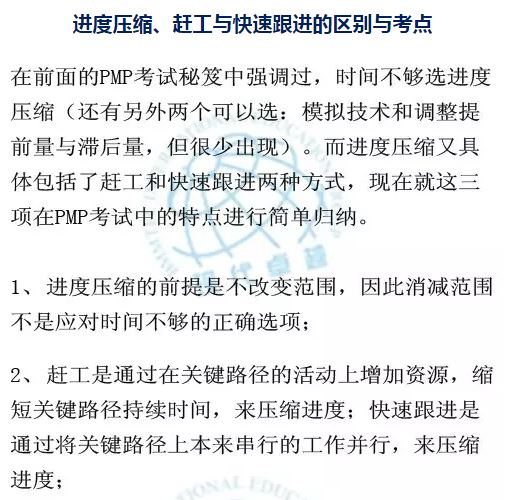 进度压缩、赶工与快速跟进的区别与考点
在前面的PMP考试秘笈中强调过，时间不够选进度
压缩（还有另外两个可以选：模拟技术和调整提
前量与滞后量，但很少出现）。而进度压缩又具
体包括了赶工和快速跟进两种方式，现在就这三
项在PMP考试中的特点进行简单归纳。
1、 进度压缩的前提是不改变范围，因此消减范围
不是应对时间不够的正确选项；
2、 赶工是通过在关键路径的活动上增加资源，缩
短关键路径持续时间，来压缩进度；快速跟进是
通过将关键路径上本来串行的工作并行，来压缩
进度；